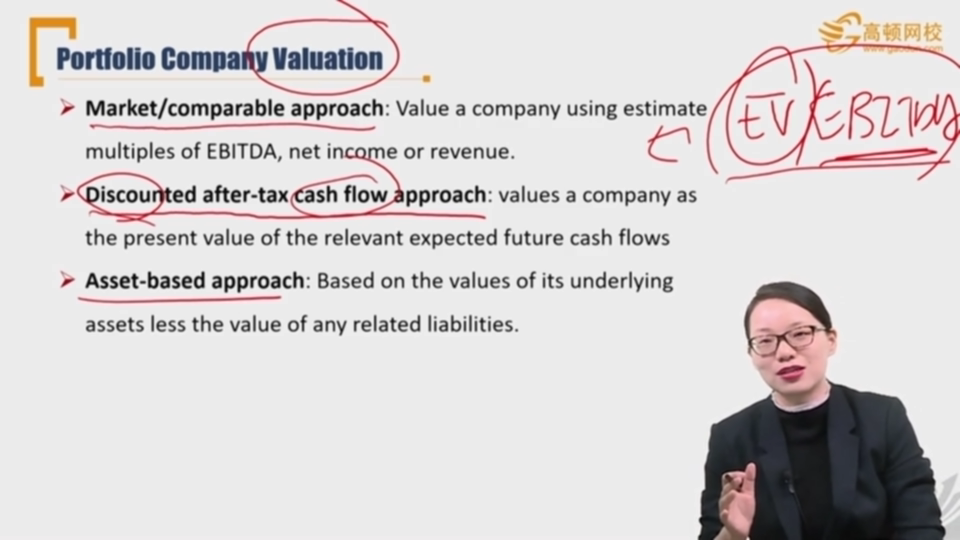 高顿网校
Portfolio Company Valuation
➤ Market/comparable approach: Value a company using estimate
multiples of EBITDA, net income or revenue.
EV EBITDA
➤ Discounted after-tax cash flow approach: values a company as
the present value of the relevant expected future cash flows
➤ Asset-based approach: Based on the values of its underlying
assets less the value of any related liabilities.